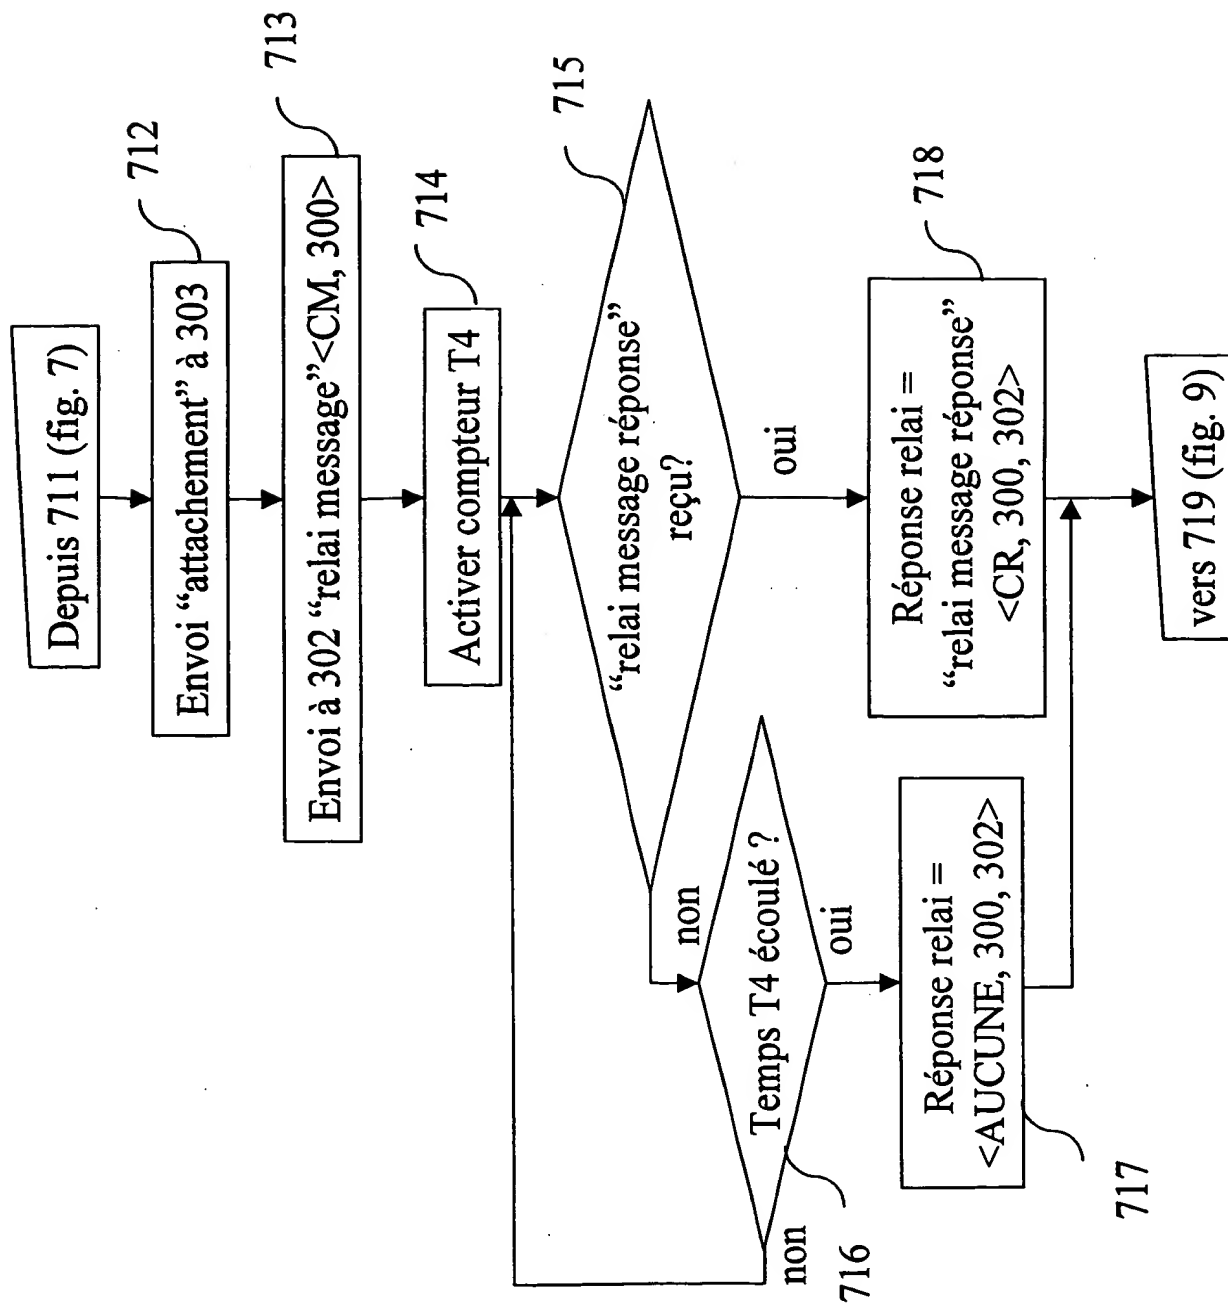 Depuis 711 (fig. 7)
712
Envoi “attachement” à 303
713
Envoi à 302 “relai message”<CM, 300>
714
Activer compteur T4
715
“relai message réponse”
reçu?
non
oui
716
Temps T4 écoulé ?
non
oui
717
Réponse relai =
<AUCUNE, 300, 302>
718
Réponse relai =
“relai message réponse”
<CR, 300, 302>
vers 719 (fig. 9)